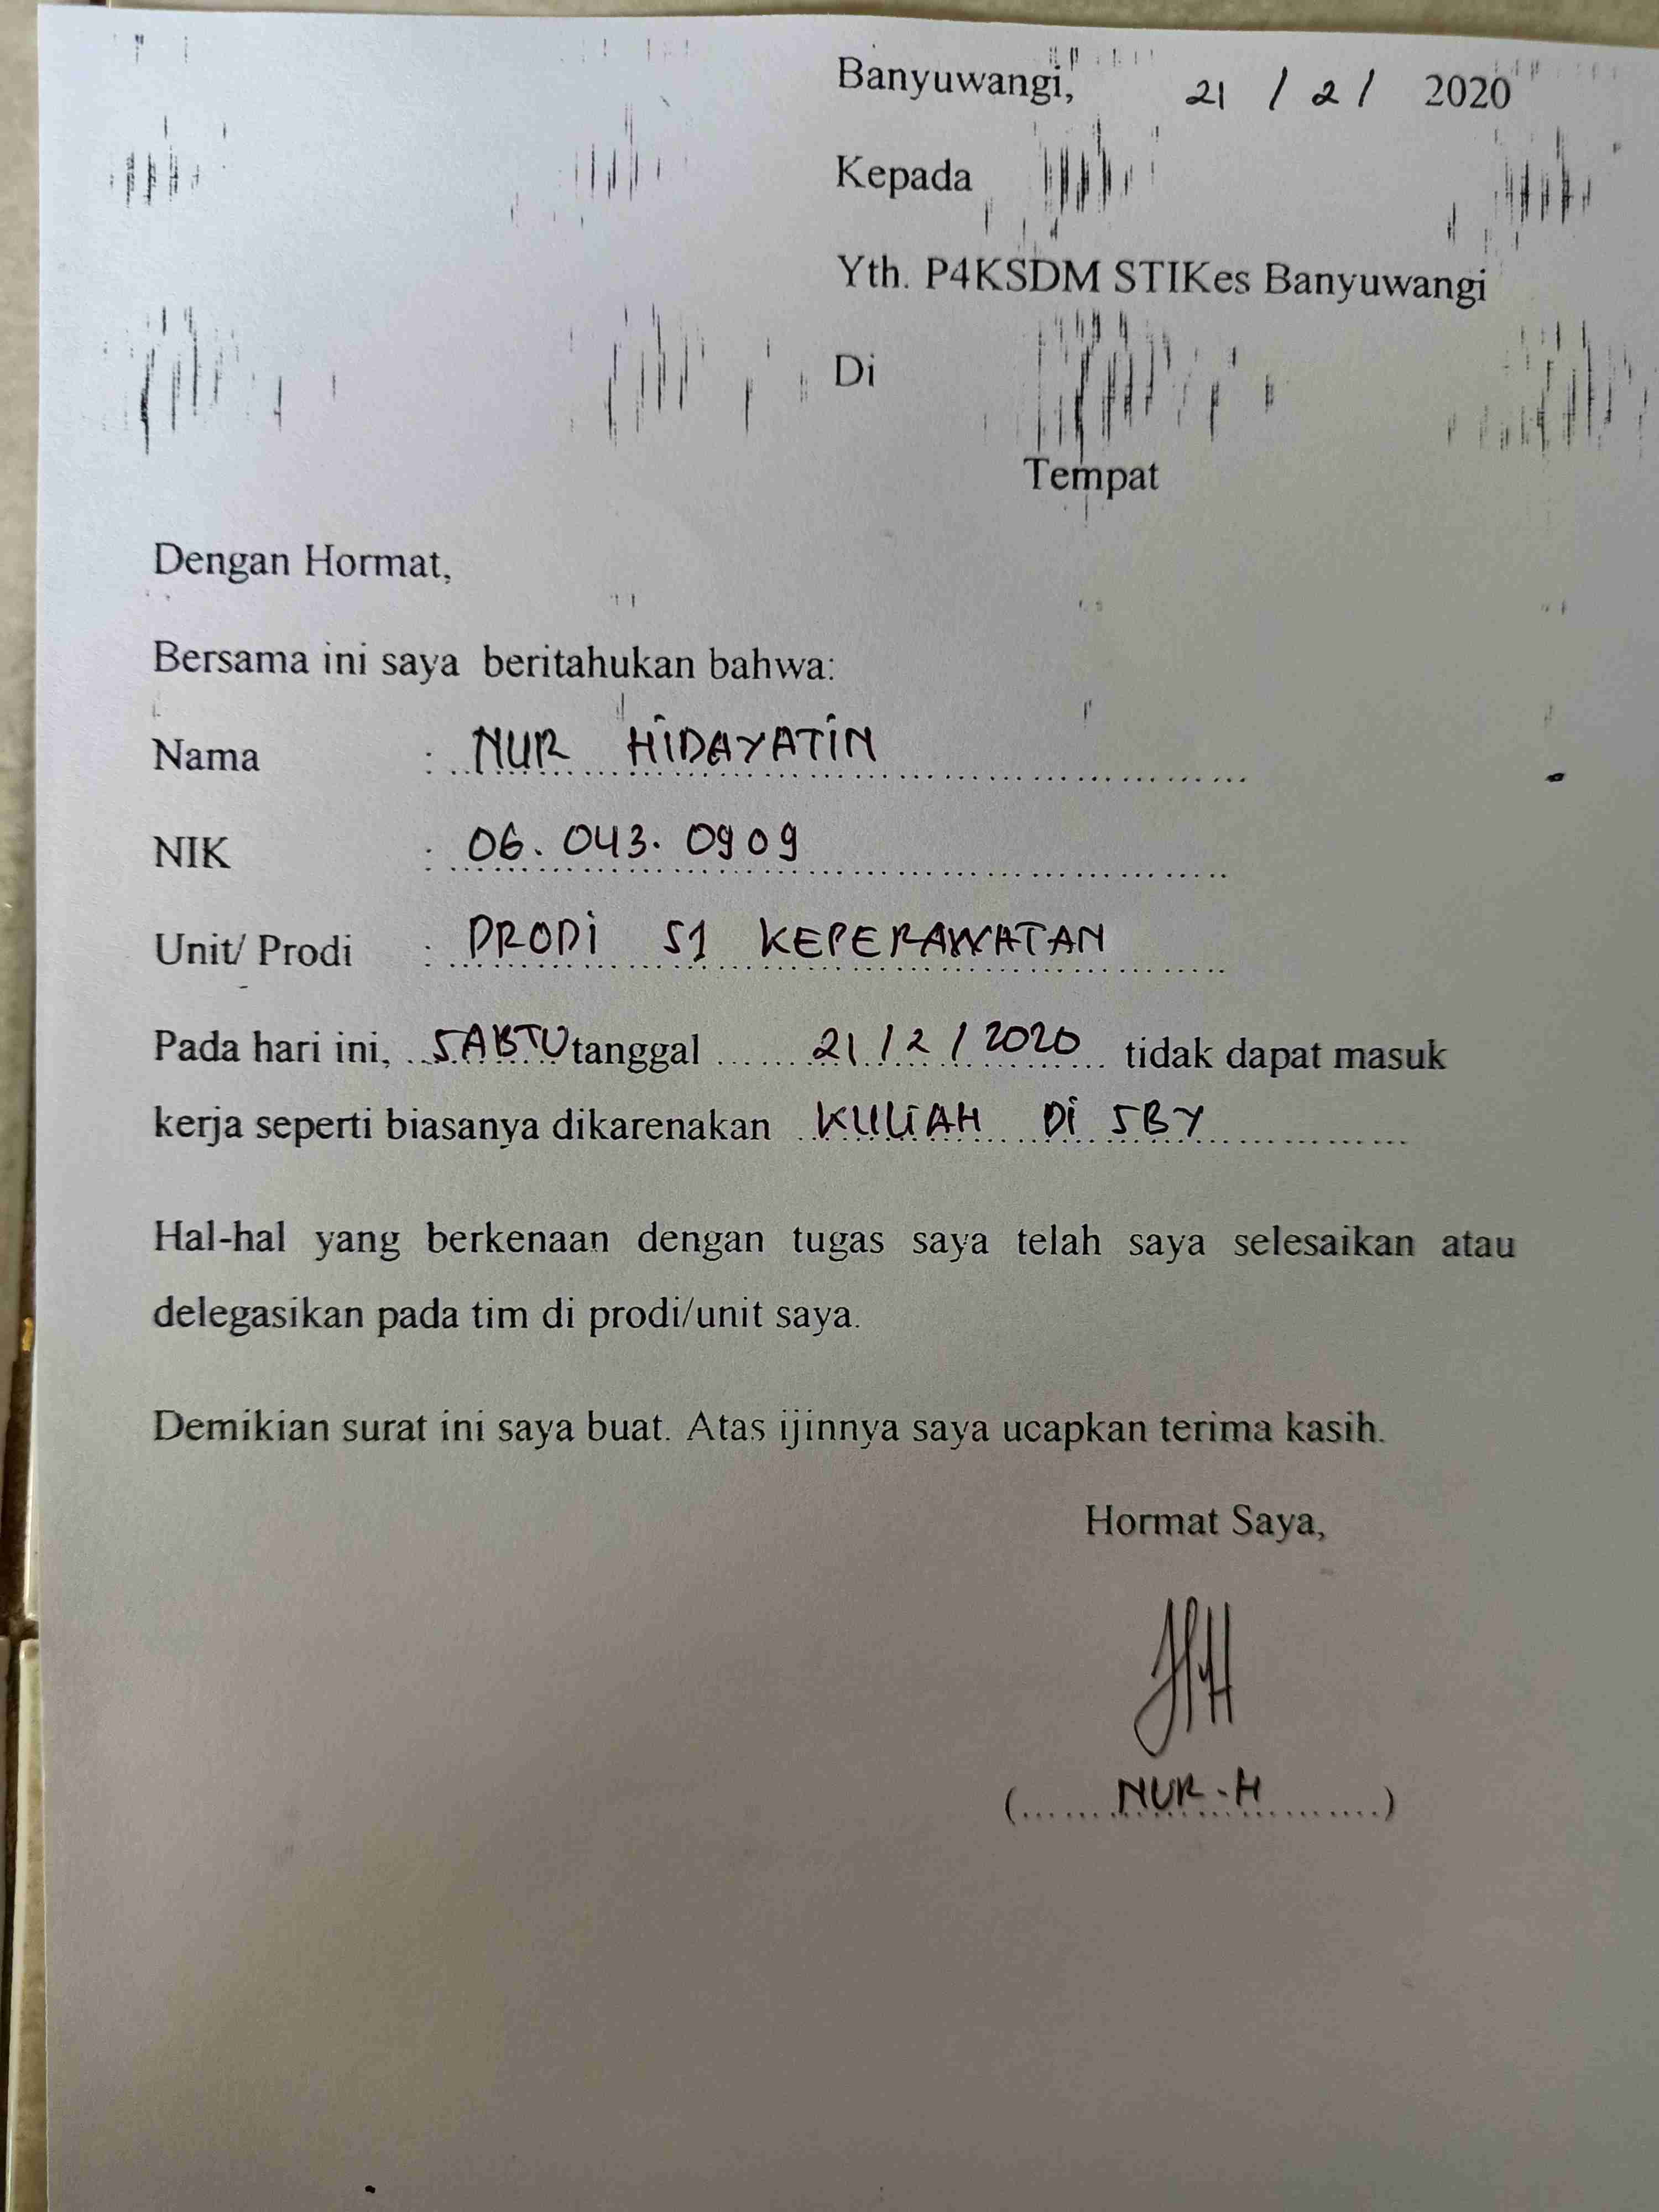 Banyuwangi, 21 / 2 / 2020
Kepada
Yth. P4KSDM STIKes Banyuwangi
Di
Tempat
Dengan Hormat,
Bersama ini saya beritahukan bahwa:
Nama : NUR HIDAYATIN
NIK : 06. 043. 0909
Unit/ Prodi : PRODI S1 KEPERAWATAN
Pada hari ini, SABTU tanggal 21 / 2 / 2020 tidak dapat masuk
kerja seperti biasanya dikarenakan KULIAH DI SBY
Hal-hal yang berkenaan dengan tugas saya telah saya selesaikan atau
delegasikan pada tim di prodi/unit saya.
Demikian surat ini saya buat. Atas ijinnya saya ucapkan terima kasih.
Hormat Saya,
(NUR-H)